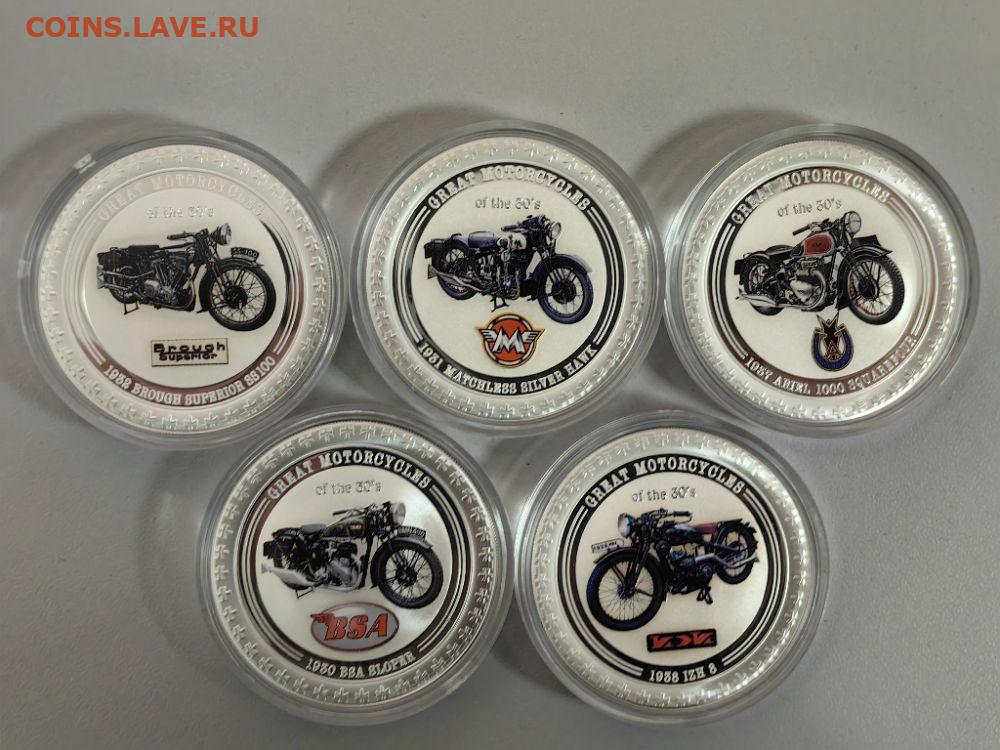 COINS.LAVE.RU
GREAT MOTORCYCLES
of the 30's
SS100
Brough
Superior
1932 BROUGH SUPERIOR SS100
GREAT MOTORCYCLES
of the 30's
M
1931 MATCHLESS SILVER HAWK
GREAT MOTORCYCLES
of the 30's
1937 ARIEL 1000 SQUAREFOUR
GREAT MOTORCYCLES
of the 30's
BSA
1930 BSA SLOPER
GREAT MOTORCYCLES
of the 30's
1938 IZH 8